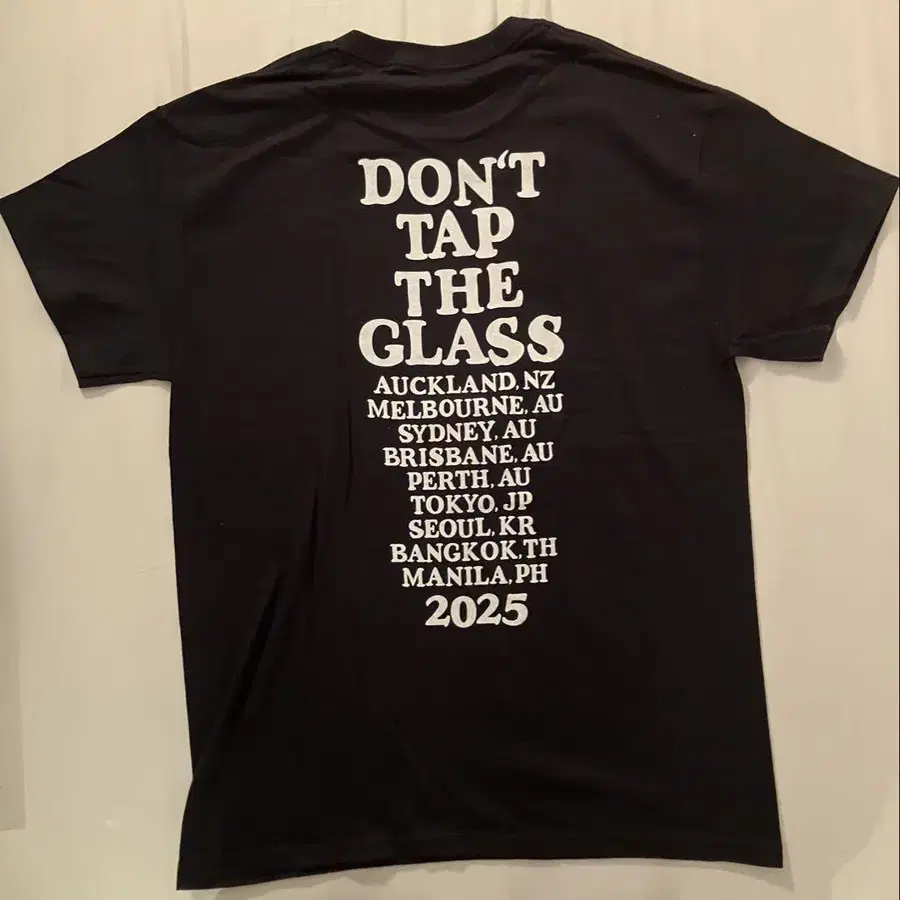 DON'T
TAP
THE
GLASS
AUCKLAND, NZ
MELBOURNE, AU
SYDNEY, AU
BRISBANE, AU
PERTH, AU
TOKYO, JP
SEOUL, KR
BANGKOK, TH
MANILA, PH
2025